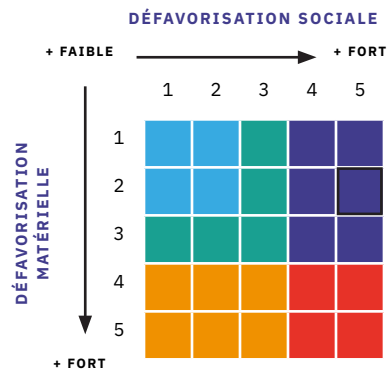 DÉFAVORISATION SOCIALE
+ FAIBLE
+ FORT
1 2 3 4 5
DÉFAVORISATION
MATÉRIELLE
1
2
3
4
5
+ FORT